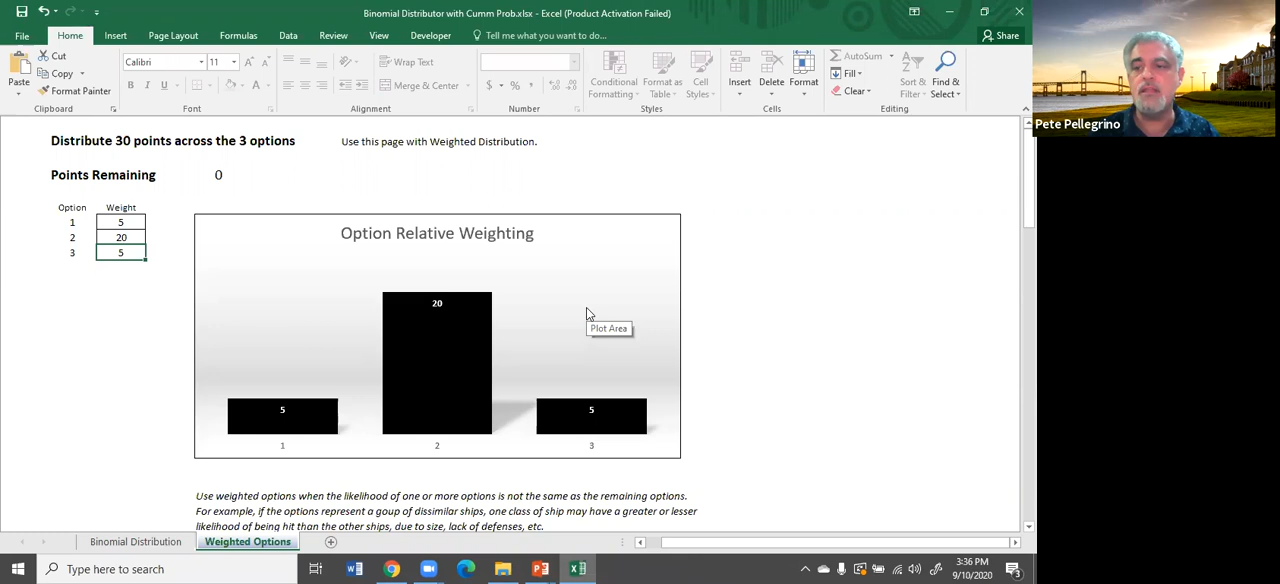 Binomial Distributor with Cumm Prob.xlsx - Excel (Product Activation Failed)
File Home Insert Page Layout Formulas Data Review View Developer Tell me what you want to do... Share
Paste Cut Copy Format Painter Clipboard
Calibri 11 B I U A Font
Wrap Text Merge & Center Alignment
$ % , Number
Conditional Formatting Format as Table Cell Styles Styles
Insert Delete Format Cells
AutoSum Fill Clear Sort & Filter Find & Select Editing
Pete Pellegrino
Distribute 30 points across the 3 options
Use this page with Weighted Distribution.
Points Remaining 0
Option Weight
1 5
2 20
3 5
Option Relative Weighting
20
Plot Area
5 5
1 2 3
Use weighted options when the likelihood of one or more options is not the same as the remaining options.
For example, if the options represent a goup of dissimilar ships, one class of ship may have a greater or lesser
likelihood of being hit than the other ships, due to size, lack of defenses, etc.
Binomial Distribution Weighted Options
Type here to search
3:36 PM
9/10/2020
3